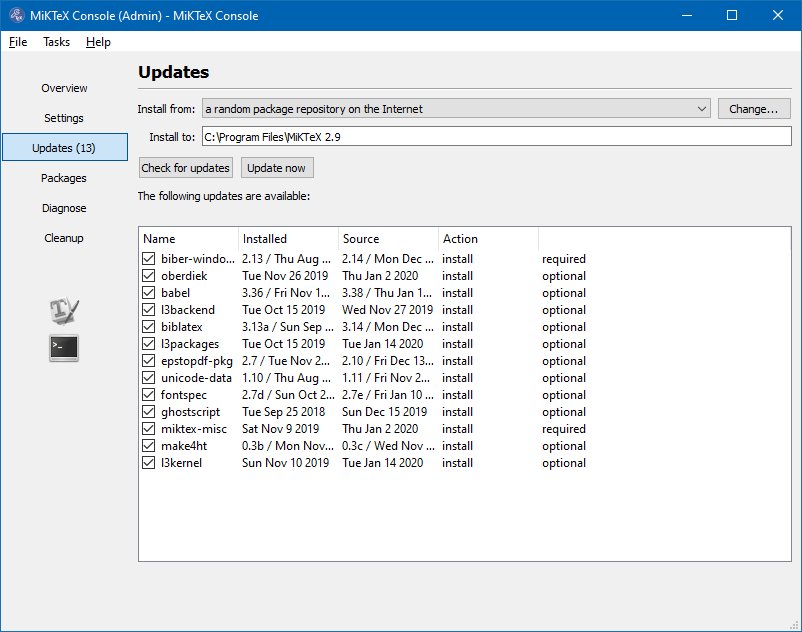 MiKTeX Console (Admin) - MiKTeX Console
File Tasks Help
Overview
Settings
Updates (13)
Packages
Diagnose
Cleanup
Updates
Install from: a random package repository on the Internet Change...
Install to: C:\Program Files\MiKTeX 2.9
Check for updates Update now
The following updates are available:
Name Installed Source Action
biber-windo... 2.13 / Thu Aug ... 2.14 / Mon Dec ... install required
oberdiek Tue Nov 26 2019 Thu Jan 2 2020 install optional
babel 3.36 / Fri Nov 1... 3.38 / Thu Jan 1... install optional
l3backend Tue Oct 15 2019 Wed Nov 27 2019 install optional
biblatex 3.13a / Sun Sep ... 3.14 / Mon Dec ... install optional
l3packages Tue Oct 15 2019 Tue Jan 14 2020 install optional
epstopdf-pkg 2.7 / Tue Nov 2... 2.10 / Fri Dec 13... install optional
unicode-data 1.10 / Thu Aug ... 1.11 / Fri Nov 2... install optional
fontspec 2.7d / Sun Oct 2... 2.7e / Fri Jan 10 ... install optional
ghostscript Tue Sep 25 2018 Sun Dec 15 2019 install optional
miktex-misc Sat Nov 9 2019 Thu Jan 2 2020 install required
make4ht 0.3b / Mon Nov... 0.3c / Wed Nov ... install optional
l3kernel Sun Nov 10 2019 Tue Jan 14 2020 install optional